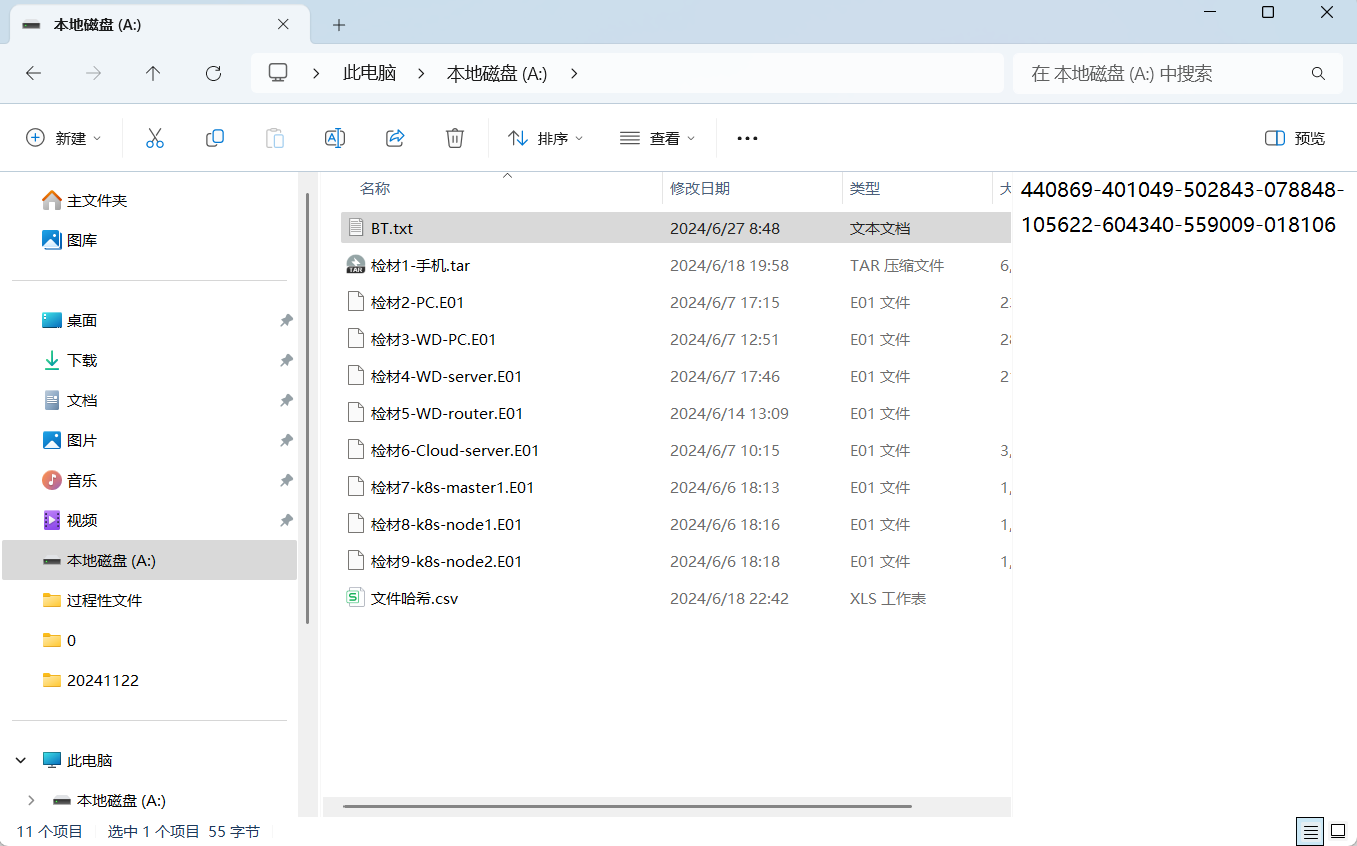 本地磁盘 (A:)
此电脑 本地磁盘 (A:)
在 本地磁盘 (A:) 中搜索
新建 排序 查看 预览
主文件夹
图库
桌面
下载
文档
图片
音乐
视频
本地磁盘 (A:)
过程性文件
0
20241122
此电脑
本地磁盘 (A:)
名称 修改日期 类型 大
BT.txt 2024/6/27 8:48 文本文档
检材1-手机.tar 2024/6/18 19:58 TAR 压缩文件 6,
检材2-PC.E01 2024/6/7 17:15 E01 文件
检材3-WD-PC.E01 2024/6/7 12:51 E01 文件
检材4-WD-server.E01 2024/6/7 17:46 E01 文件
检材5-WD-router.E01 2024/6/14 13:09 E01 文件
检材6-Cloud-server.E01 2024/6/7 10:15 E01 文件 3,
检材7-k8s-master1.E01 2024/6/6 18:13 E01 文件 1,
检材8-k8s-node1.E01 2024/6/6 18:16 E01 文件 1,
检材9-k8s-node2.E01 2024/6/6 18:18 E01 文件 1,
文件哈希.csv 2024/6/18 22:42 XLS 工作表
440869-401049-502843-078848-
105622-604340-559009-018106
11 个项目 选中 1 个项目 55 字节